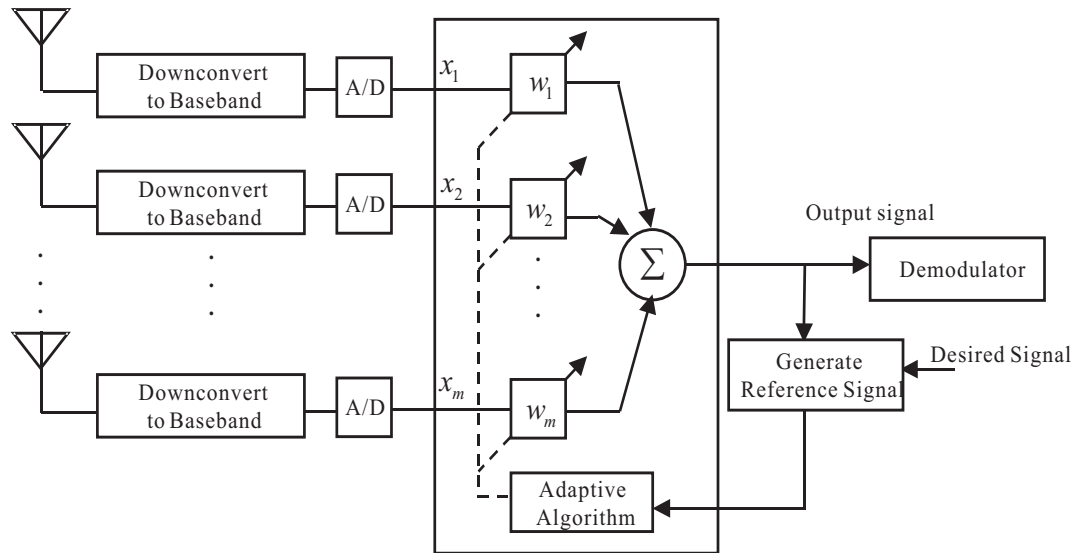 Downconvert
to Baseband
A/D
x₁
w₁
Downconvert
to Baseband
A/D
x₂
w₂
Σ
Output signal
Demodulator
Generate
Reference Signal
Desired Signal
Downconvert
to Baseband
A/D
xₘ
wₘ
Adaptive
Algorithm